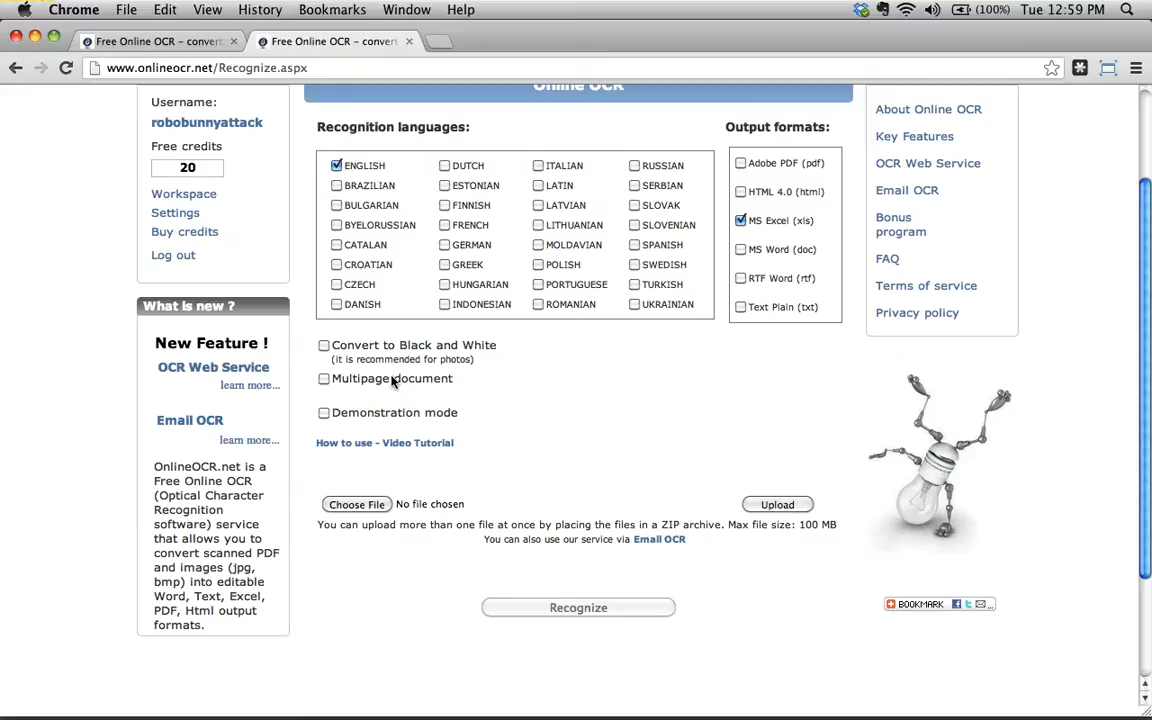 Chrome File Edit View History Bookmarks Window Help (100%) Tue 12:59 PM
Free Online OCR – conver Free Online OCR – conver
www.onlineocr.net/Recognize.aspx
Username:
robobunnyattack
Free credits
20
Workspace
Settings
Buy credits
Log out
What is new ?
New Feature !
OCR Web Service
learn more...
Email OCR
learn more...
OnlineOCR.net is a
Free Online OCR
(Optical Character
Recognition
software) service
that allows you to
convert scanned PDF
and images (jpg,
bmp) into editable
Word, Text, Excel,
PDF, Html output
formats.
Online OCR
Recognition languages:
ENGLISH DUTCH ITALIAN RUSSIAN
BRAZILIAN ESTONIAN LATIN SERBIAN
BULGARIAN FINNISH LATVIAN SLOVAK
BYELORUSSIAN FRENCH LITHUANIAN SLOVENIAN
CATALAN GERMAN MOLDAVIAN SPANISH
CROATIAN GREEK POLISH SWEDISH
CZECH HUNGARIAN PORTUGUESE TURKISH
DANISH INDONESIAN ROMANIAN UKRAINIAN
Output formats:
Adobe PDF (pdf)
HTML 4.0 (html)
MS Excel (xls)
MS Word (doc)
RTF Word (rtf)
Text Plain (txt)
Convert to Black and White
(it is recommended for photos)
Multipage document
Demonstration mode
How to use - Video Tutorial
Choose File No file chosen Upload
You can upload more than one file at once by placing the files in a ZIP archive. Max file size: 100 MB
You can also use our service via Email OCR
Recognize
About Online OCR
Key Features
OCR Web Service
Email OCR
Bonus
program
FAQ
Terms of service
Privacy policy
BOOKMARK